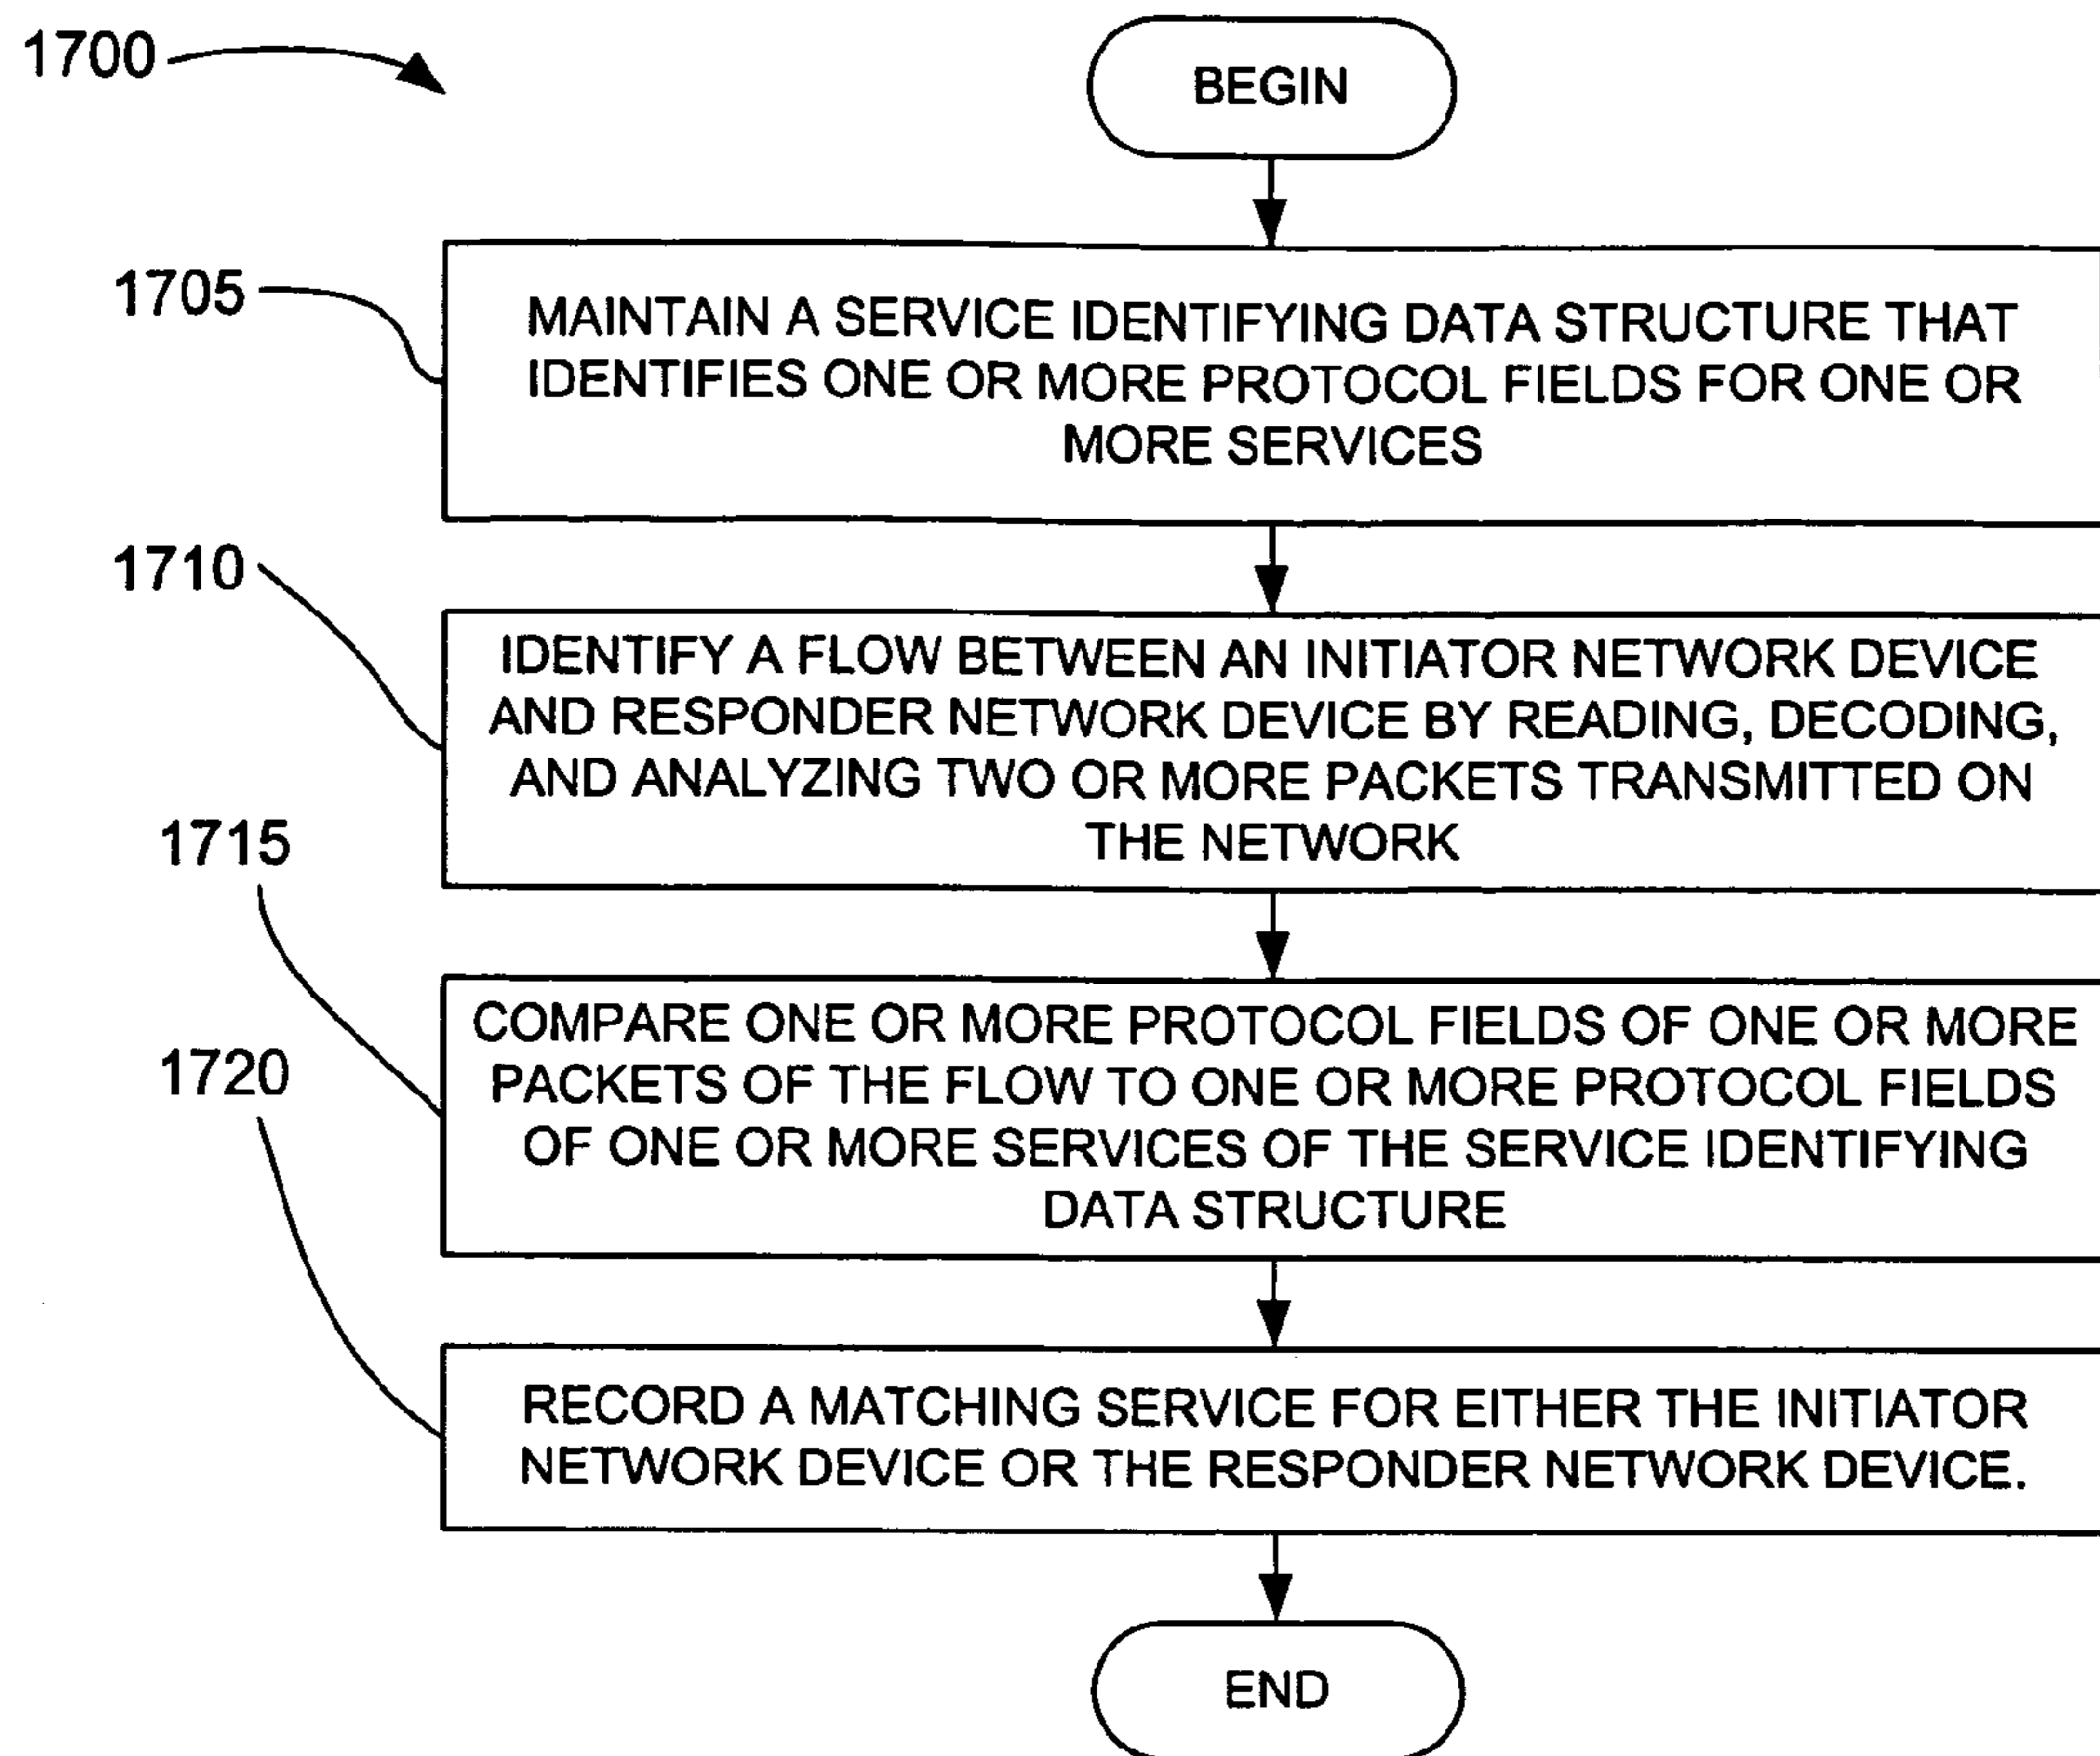 1700
BEGIN
1705
MAINTAIN A SERVICE IDENTIFYING DATA STRUCTURE THAT
IDENTIFIES ONE OR MORE PROTOCOL FIELDS FOR ONE OR
MORE SERVICES
1710
IDENTIFY A FLOW BETWEEN AN INITIATOR NETWORK DEVICE
AND RESPONDER NETWORK DEVICE BY READING, DECODING,
AND ANALYZING TWO OR MORE PACKETS TRANSMITTED ON
THE NETWORK
1715
COMPARE ONE OR MORE PROTOCOL FIELDS OF ONE OR MORE
PACKETS OF THE FLOW TO ONE OR MORE PROTOCOL FIELDS
OF ONE OR MORE SERVICES OF THE SERVICE IDENTIFYING
DATA STRUCTURE
1720
RECORD A MATCHING SERVICE FOR EITHER THE INITIATOR
NETWORK DEVICE OR THE RESPONDER NETWORK DEVICE.
END